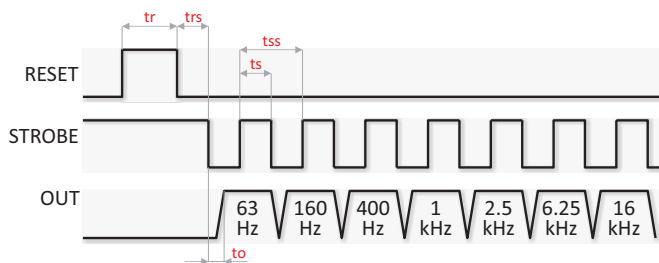 tr trs
tss
ts
RESET
STROBE
OUT
63 160 400 1 2.5 6.25 16
Hz Hz Hz kHz kHz kHz kHz
to